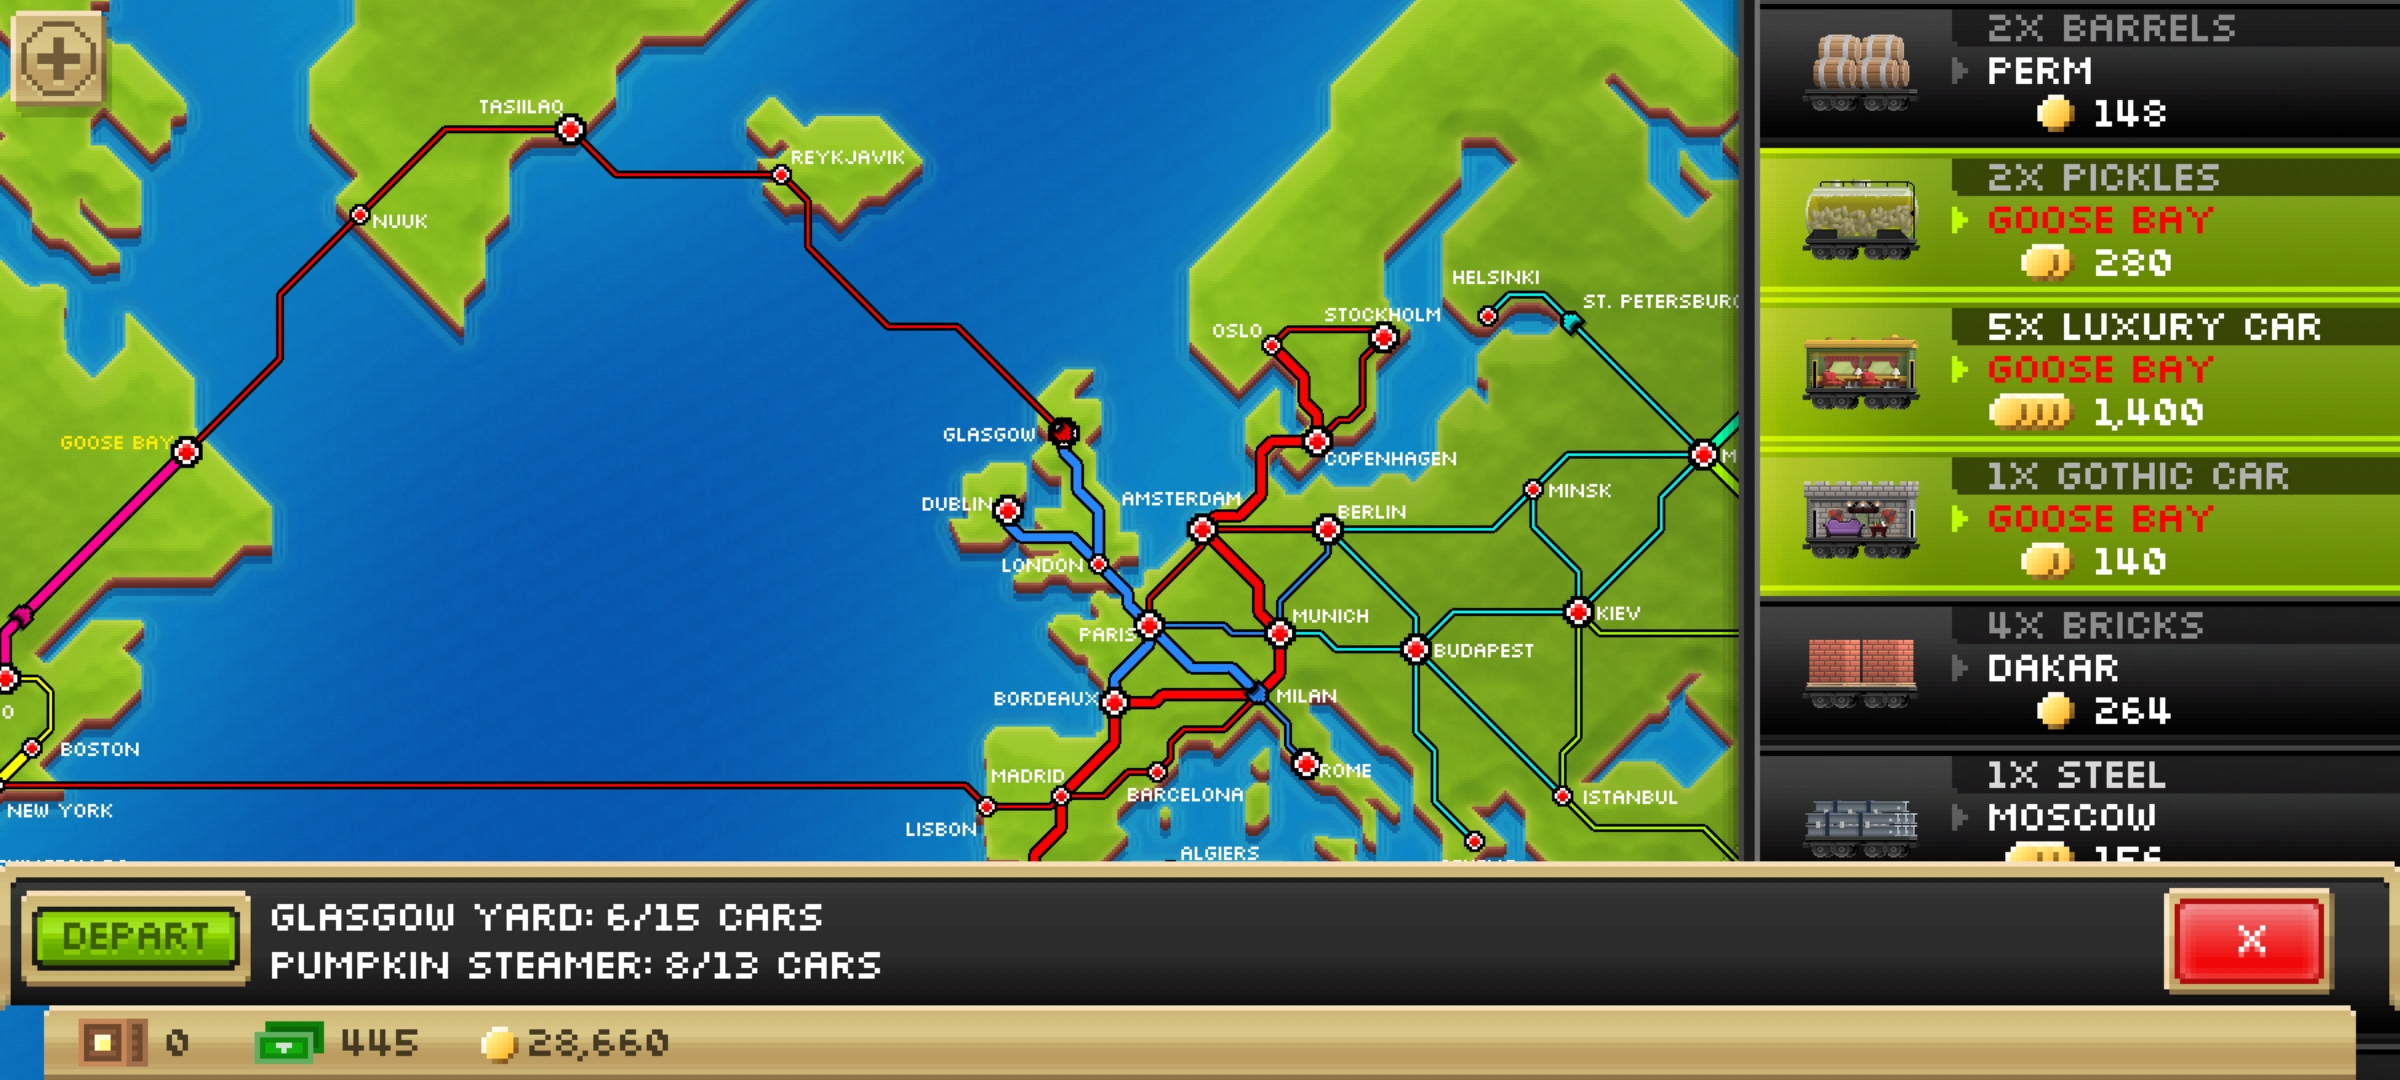 TASIILAQ
REYKJAVIK
NUUK
HELSINKI
STOCKHOLM
OSLO
GOOSE BAY
GLASGOW
COPENHAGEN
DUBLIN
AMSTERDAM
BERLIN
MINSK
LONDON
PARIS
MUNICH
KIEV
BUDAPEST
BORDEAUX
MILAN
BOSTON
MADRID
ROME
BARCELONA
ISTANBUL
NEW YORK
LISBON
ALGIERS
2X BARRELS
PERM
148
2X PICKLES
GOOSE BAY
280
5X LUXURY CAR
GOOSE BAY
1,400
1X GOTHIC CAR
GOOSE BAY
140
4X BRICKS
DAKAR
264
1X STEEL
MOSCOW
DEPART
GLASGOW YARD: 6/15 CARS
PUMPKIN STEAMER: 8/13 CARS
X
0
445
28,660